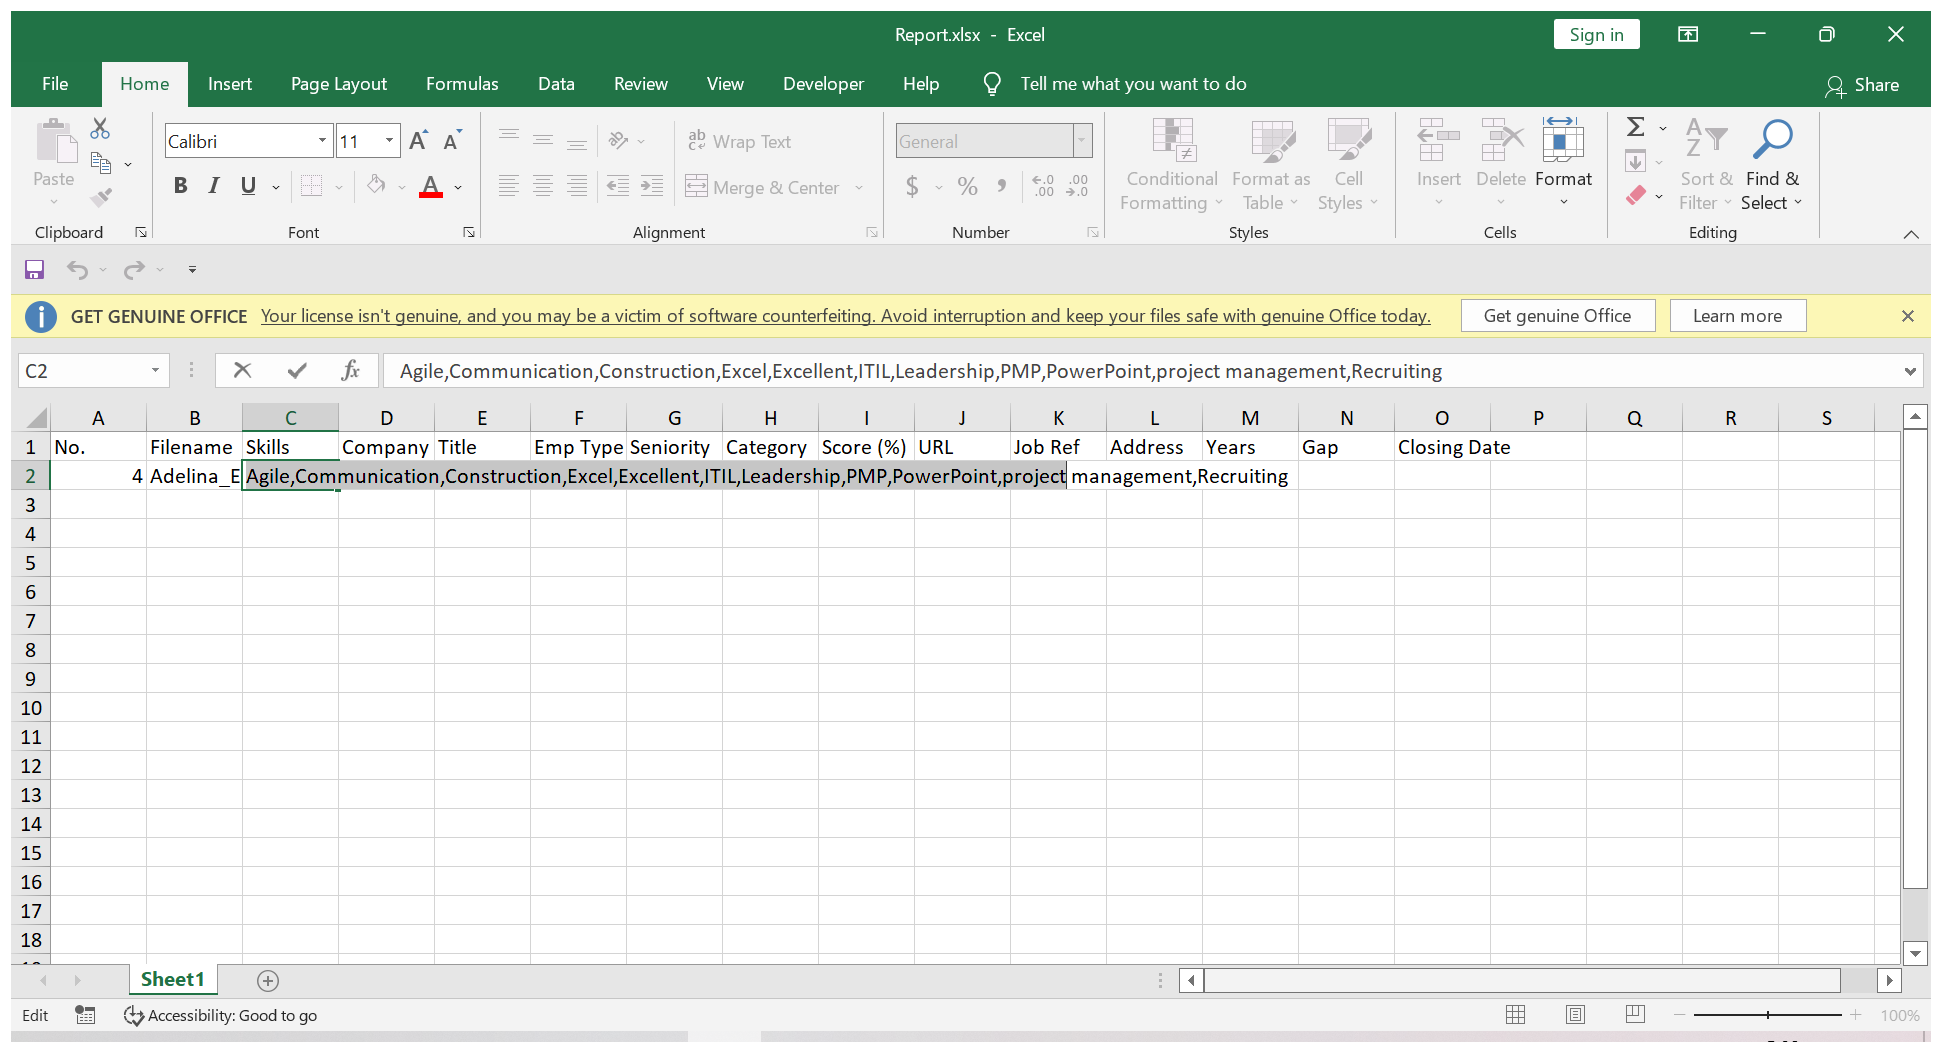 Report.xlsx - Excel
Sign in
File Home Insert Page Layout Formulas Data Review View Developer Help Tell me what you want to do
Share
Calibri 11 A A
ab c Wrap Text
General
Paste
B I U A
Merge & Center
$ % , .0 .00 .00 .0
Conditional Formatting
Format as Table
Cell Styles
Insert Delete Format
Σ A Z
Sort & Filter
Find & Select
Clipboard Font Alignment Number Styles Cells Editing
i GET GENUINE OFFICE Your license isn't genuine, and you may be a victim of software counterfeiting. Avoid interruption and keep your files safe with genuine Office today. Get genuine Office Learn more
C2 fx Agile,Communication,Construction,Excel,Excellent,ITIL,Leadership,PMP,PowerPoint,project management,Recruiting
A B C D E F G H I J K L M N O P Q R S
1 No. Filename Skills Company Title Emp Type Seniority Category Score (%) URL Job Ref Address Years Gap Closing Date
2 4 Adelina_E Agile,Communication,Construction,Excel,Excellent,ITIL,Leadership,PMP,PowerPoint,project management,Recruiting
3
4
5
6
7
8
9
10
11
12
13
14
15
16
17
18
Sheet1
Edit Accessibility: Good to go 100%